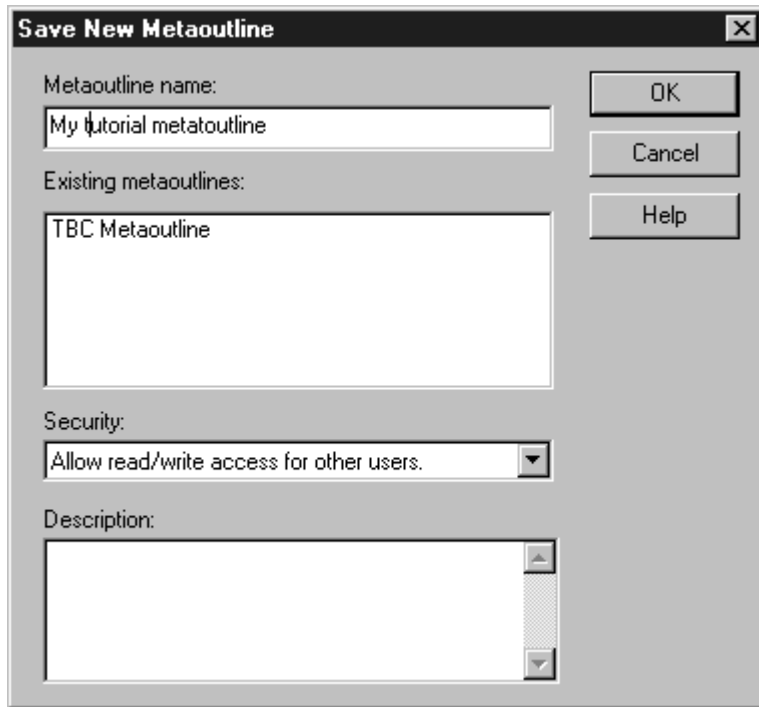 Save New Metaoutline
Metaoutline name:
My tutorial metatoutline
Existing metaoutlines:
TBC Metaoutline
Security:
Allow read/write access for other users.
Description:
OK
Cancel
Help